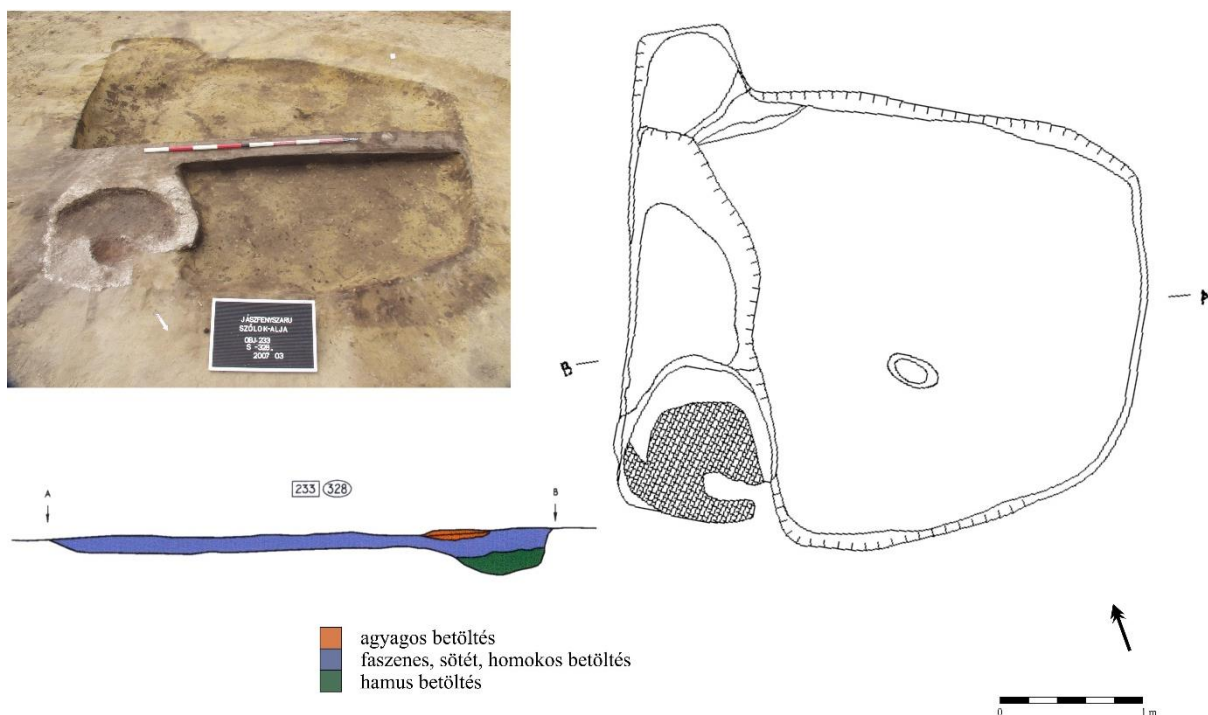 JÁSZFÉNYSZARU
SZŐLŐK-ALJA
OBJ-233
S -328.
2007 03
A
B
233 328
A
B
agyagos betöltés
faszenes, sötét, homokos betöltés
hamus betöltés
0
1 m